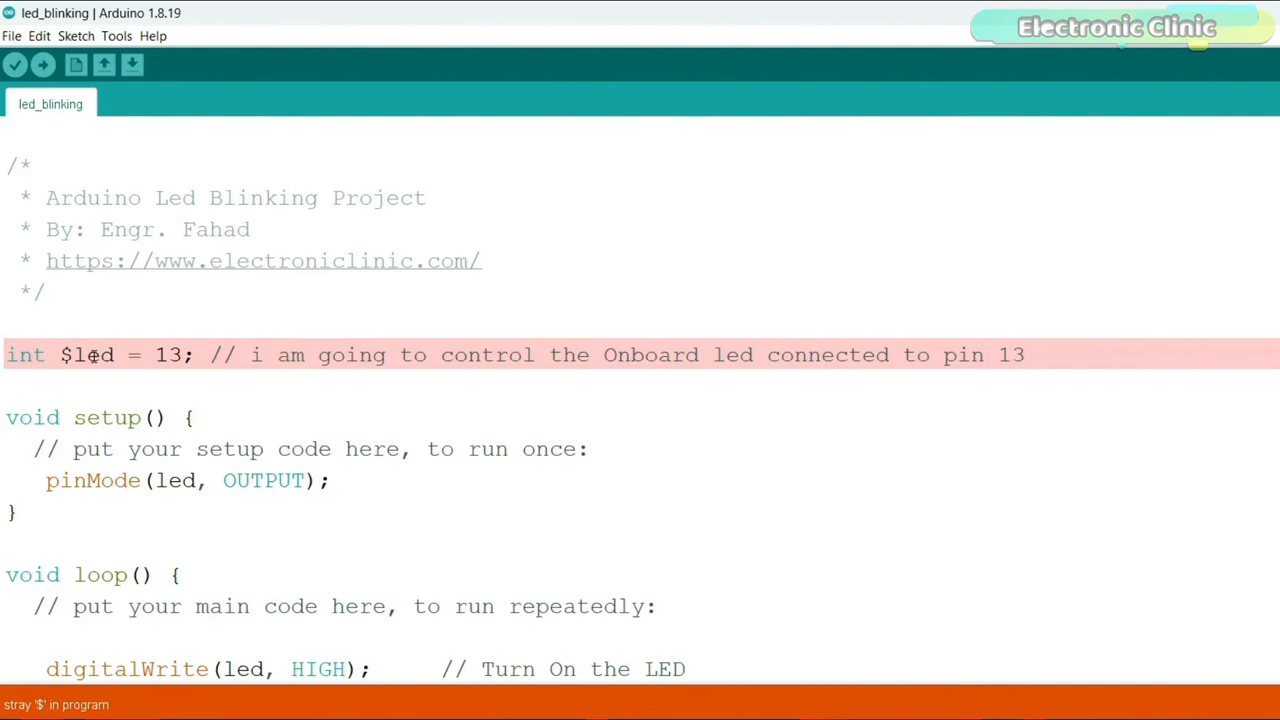 led_blinking | Arduino 1.8.19
Electronic Clinic
File Edit Sketch Tools Help
led_blinking
/*
* Arduino Led Blinking Project
* By: Engr. Fahad
* https://www.electroniclinic.com/
*/
int $led = 13; // i am going to control the Onboard led connected to pin 13
void setup() {
// put your setup code here, to run once:
pinMode(led, OUTPUT);
}
void loop() {
// put your main code here, to run repeatedly:
digitalWrite(led, HIGH); // Turn On the LED
stray '$' in program